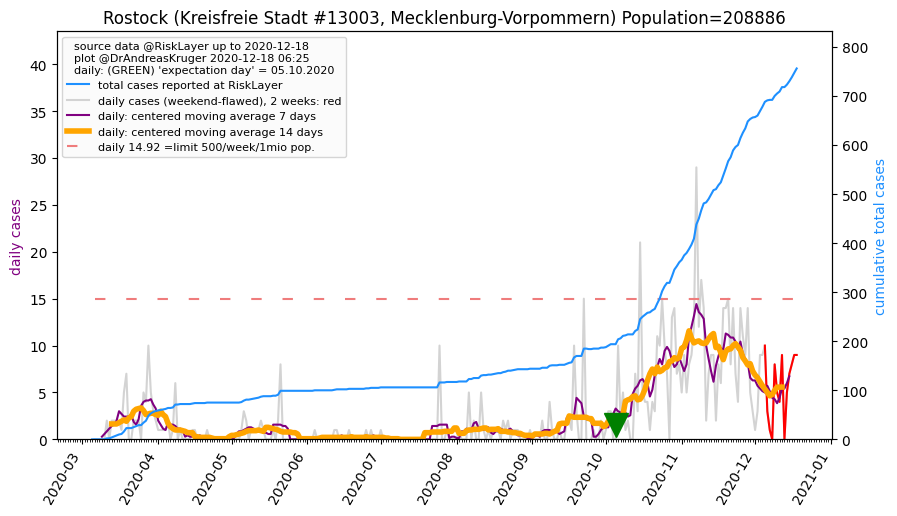 Rostock (Kreisfreie Stadt #13003, Mecklenburg-Vorpommern) Population=208886
source data @RiskLayer up to 2020-12-18
plot @DrAndreasKruger 2020-12-18 06:25
daily: (GREEN) 'expectation day' = 05.10.2020
total cases reported at RiskLayer
daily cases (weekend-flawed), 2 weeks: red
daily: centered moving average 7 days
daily: centered moving average 14 days
daily 14.92 =limit 500/week/1mio pop.
daily cases
40
35
30
25
20
15
10
5
0
cumulative total cases
800
700
600
500
400
300
200
100
0
2020-03
2020-04
2020-05
2020-06
2020-07
2020-08
2020-09
2020-10
2020-11
2020-12
2021-01